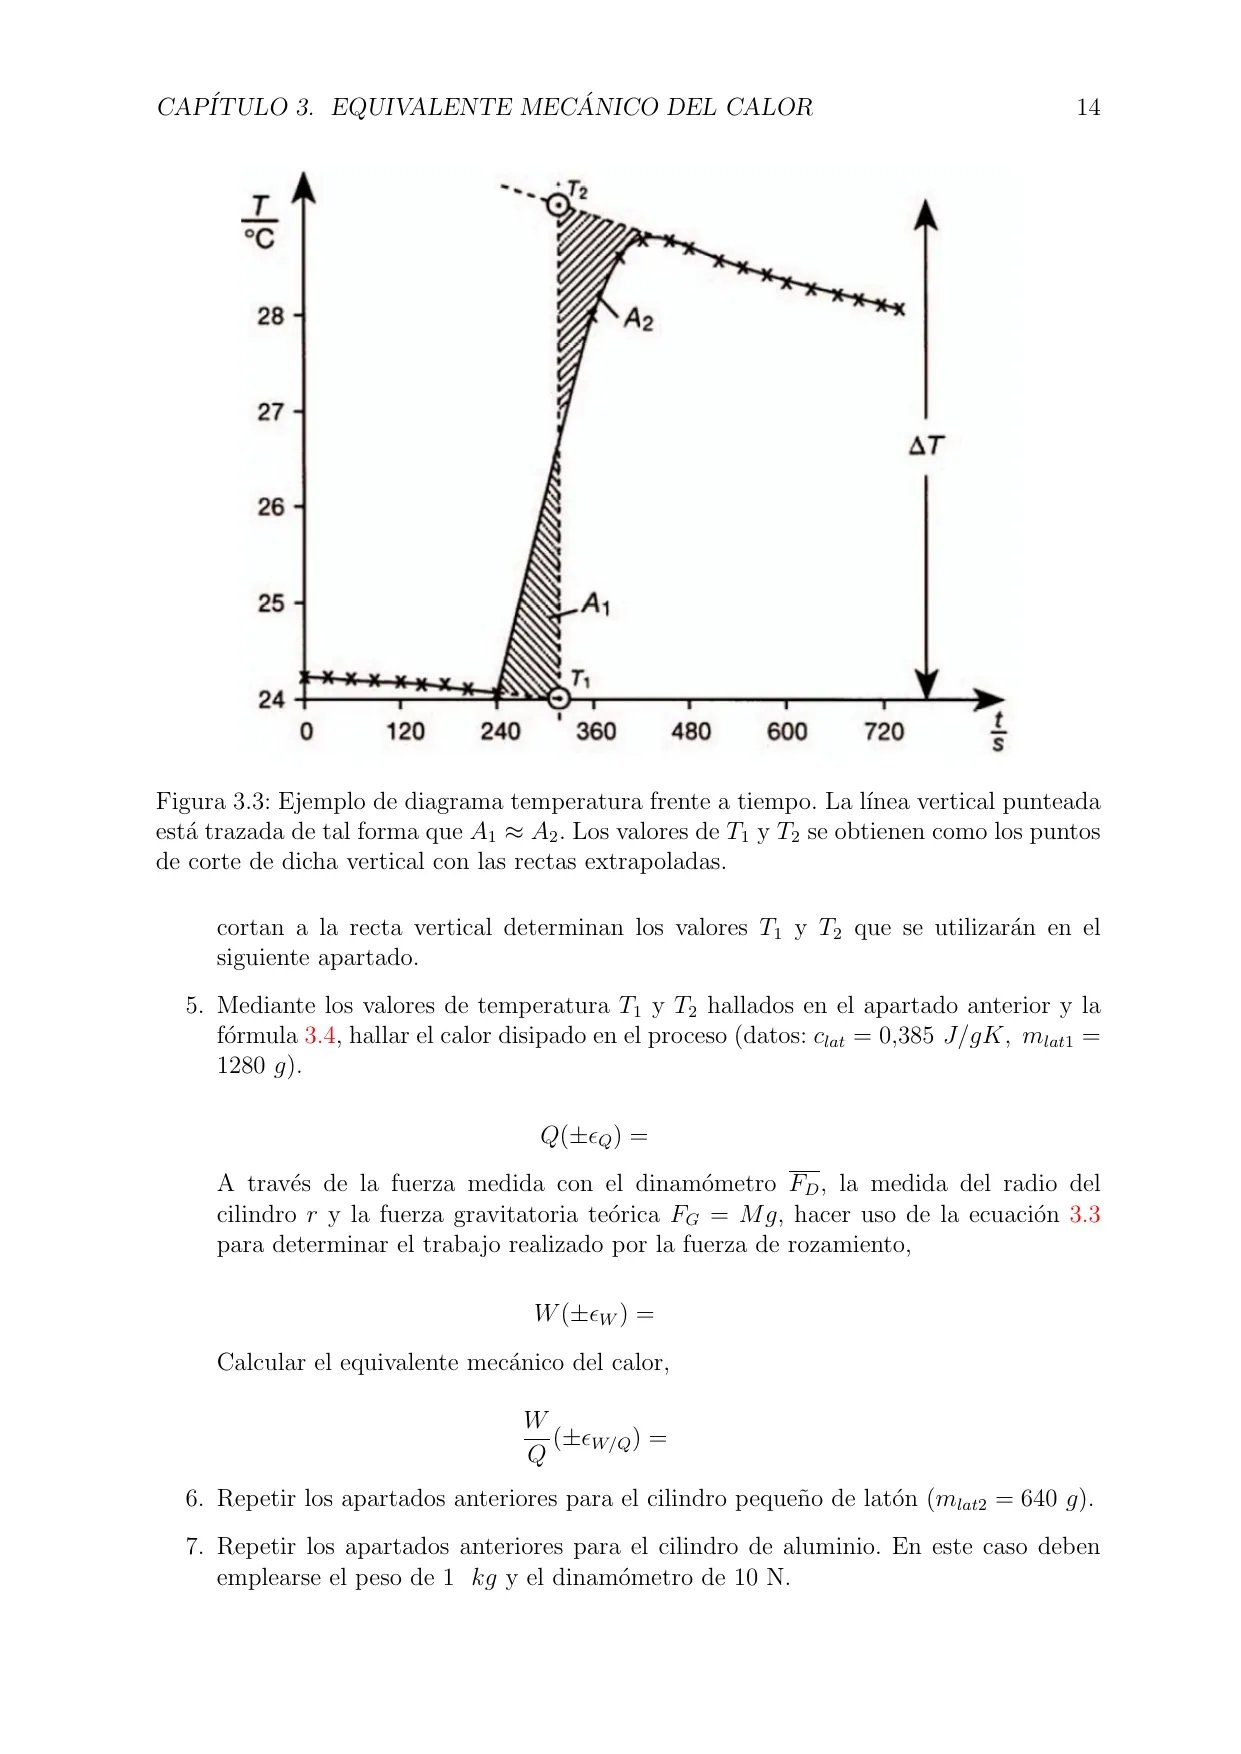 CAPÍTULO 3. EQUIVALENTE MECÁNICO DEL CALOR 14
T/°C
T2
28
A2
27
ΔT
26
25
A1
T1
24
0 120 240 360 480 600 720 t/s
Figura 3.3: Ejemplo de diagrama temperatura frente a tiempo. La línea vertical punteada
está trazada de tal forma que A1 ≈ A2. Los valores de T1 y T2 se obtienen como los puntos
de corte de dicha vertical con las rectas extrapoladas.
cortan a la recta vertical determinan los valores T1 y T2 que se utilizarán en el
siguiente apartado.
5. Mediante los valores de temperatura T1 y T2 hallados en el apartado anterior y la
fórmula 3.4, hallar el calor disipado en el proceso (datos: clat = 0,385 J/gK, mlat1 =
1280 g).
Q(±ϵQ) =
A través de la fuerza medida con el dinamómetro F̅D, la medida del radio del
cilindro r y la fuerza gravitatoria teórica FG = Mg, hacer uso de la ecuación 3.3
para determinar el trabajo realizado por la fuerza de rozamiento,
W(±ϵW) =
Calcular el equivalente mecánico del calor,
W/Q (±ϵW/Q) =
6. Repetir los apartados anteriores para el cilindro pequeño de latón (mlat2 = 640 g).
7. Repetir los apartados anteriores para el cilindro de aluminio. En este caso deben
emplearse el peso de 1 kg y el dinamómetro de 10 N.